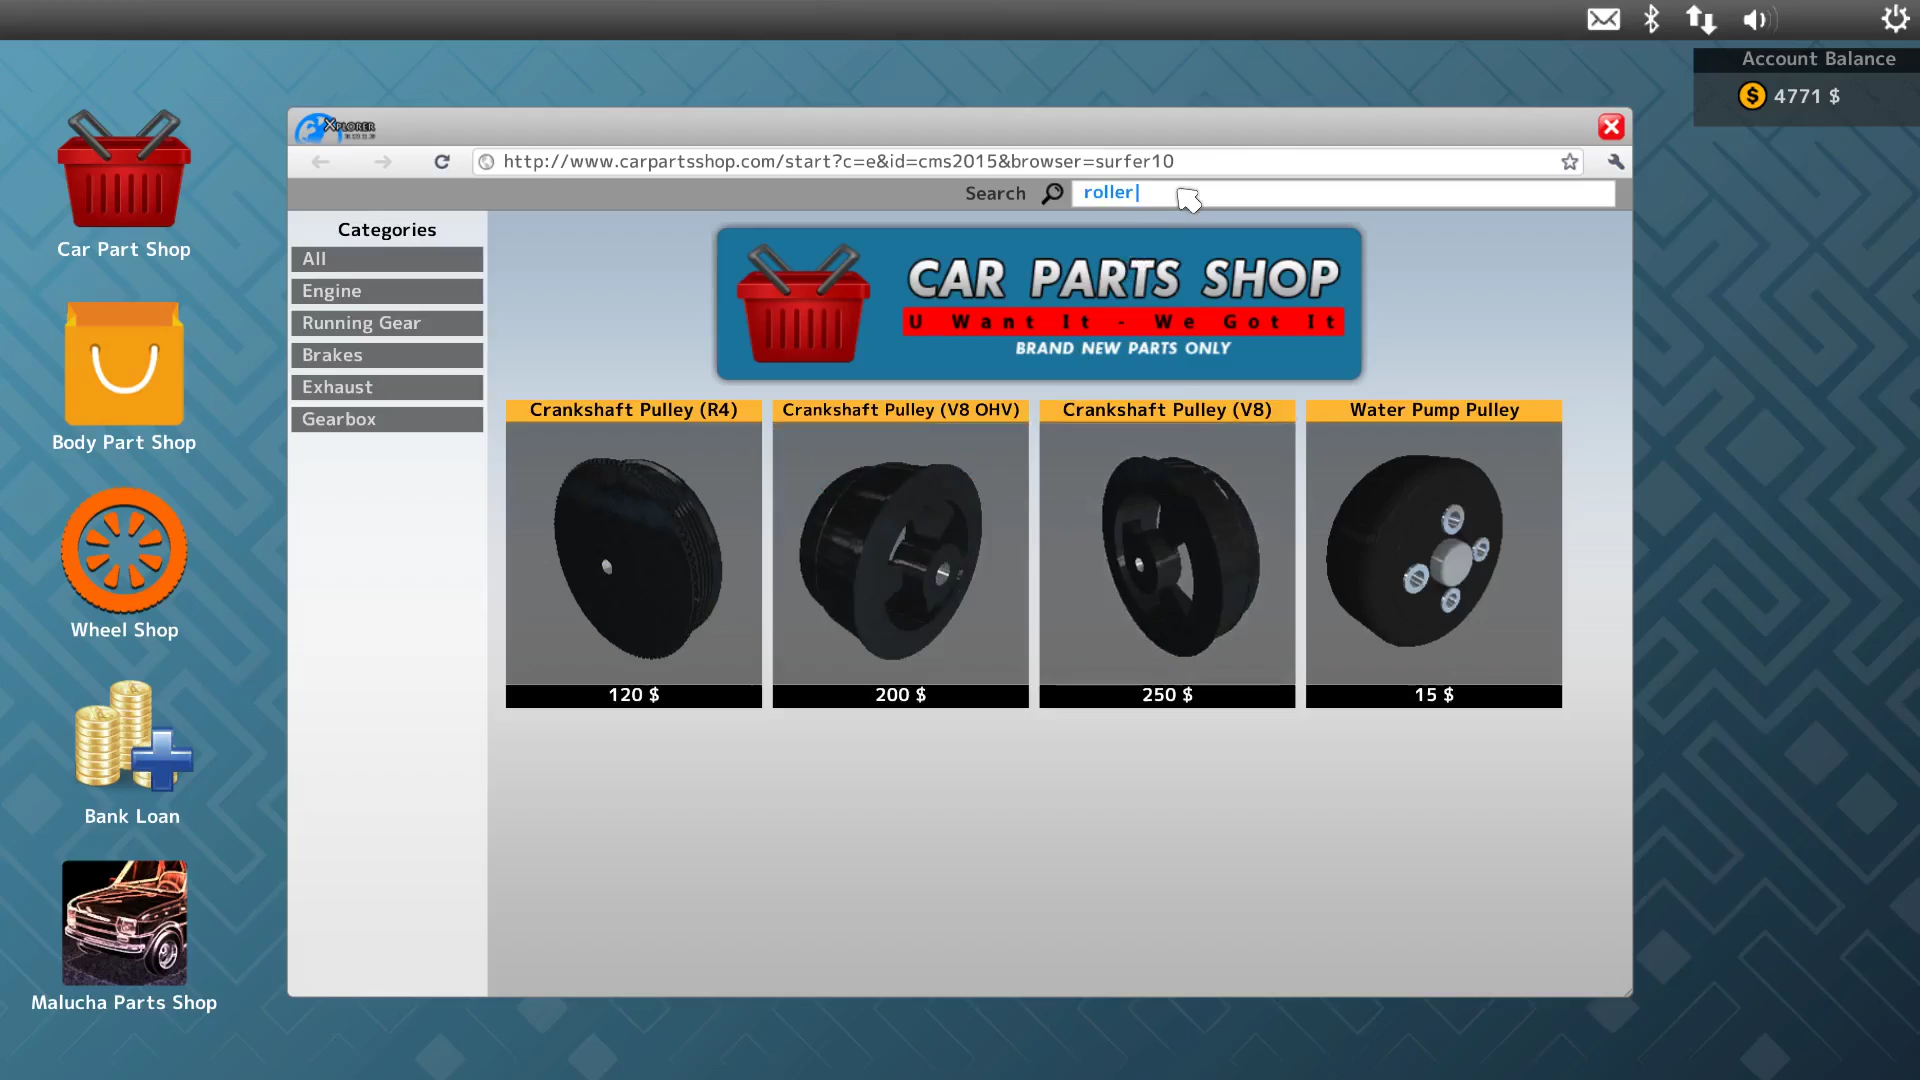 Account Balance
4771 $
Car Part Shop
Body Part Shop
Wheel Shop
Bank Loan
Malucha Parts Shop
XPLORER
http://www.carpartsshop.com/start?c=e&id=cms2015&browser=surfer10
Search roller
Categories
All
Engine
Running Gear
Brakes
Exhaust
Gearbox
CAR PARTS SHOP
U Want It - We Got It
BRAND NEW PARTS ONLY
Crankshaft Pulley (R4)
120 $
Crankshaft Pulley (V8 OHV)
200 $
Crankshaft Pulley (V8)
250 $
Water Pump Pulley
15 $